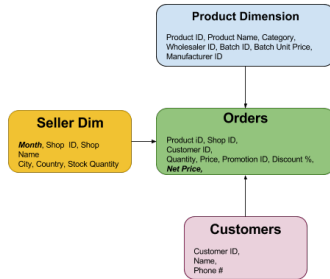 Product Dimension
Product ID, Product Name, Category,
Wholesaler ID, Batch ID, Batch Unit Price,
Manufacturer ID
Seller Dim
Month, Shop ID, Shop
Name
City, Country, Stock Quantity
Orders
Product iD, Shop ID,
Customer ID,
Quantity, Price, Promotion ID, Discount %,
Net Price,
Customers
Customer ID,
Name,
Phone #